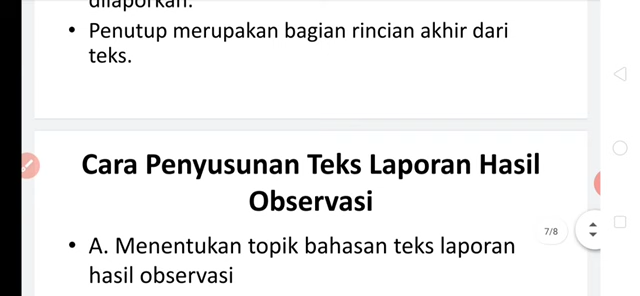 dilaporkan.
• Penutup merupakan bagian rincian akhir dari
teks.
Cara Penyusunan Teks Laporan Hasil
Observasi
7/8
• A. Menentukan topik bahasan teks laporan
hasil observasi